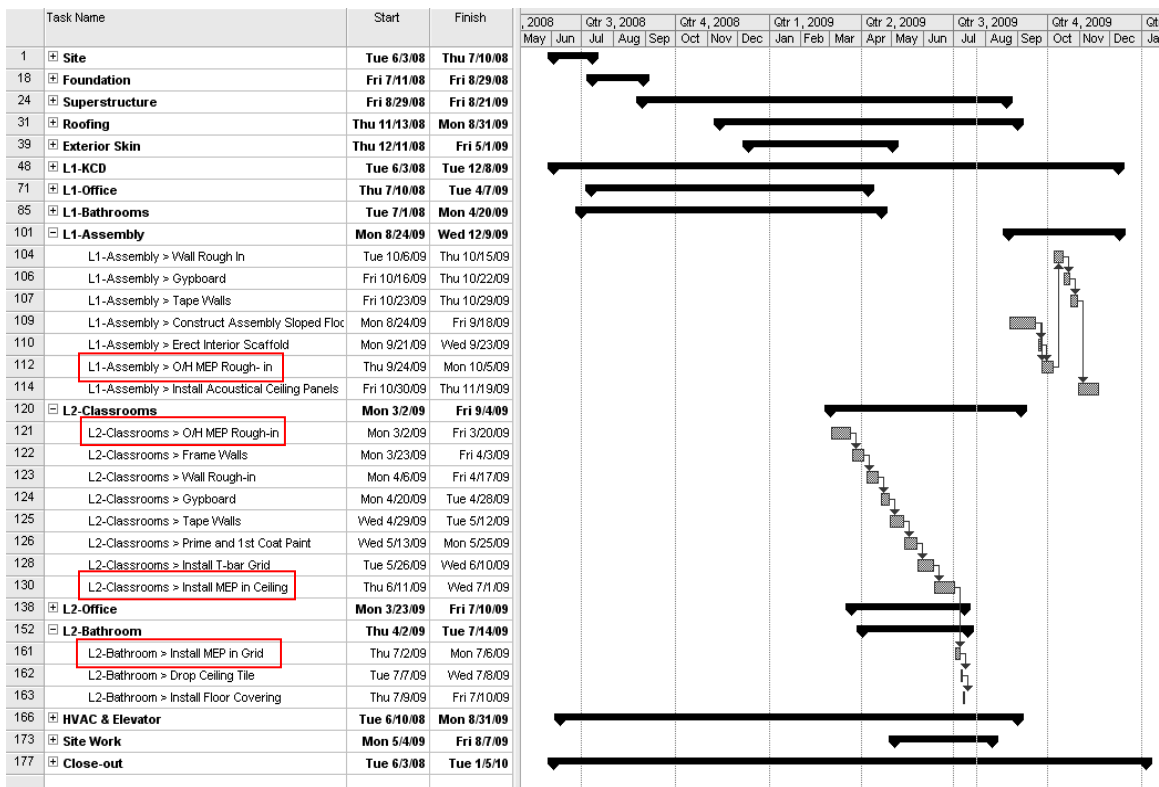 Task Name Start Finish , 2008 Qtr 3, 2008 Qtr 4, 2008 Qtr 1, 2009 Qtr 2, 2009 Qtr 3, 2009 Qtr 4, 2009 Qt
May Jun Jul Aug Sep Oct Nov Dec Jan Feb Mar Apr May Jun Jul Aug Sep Oct Nov Dec Ja
1 Site Tue 6/3/08 Thu 7/10/08
18 Foundation Fri 7/11/08 Fri 8/29/08
24 Superstructure Fri 8/29/08 Fri 8/21/09
31 Roofing Thu 11/13/08 Mon 8/31/09
39 Exterior Skin Thu 12/11/08 Fri 5/1/09
48 L1-KCD Tue 6/3/08 Tue 12/8/09
71 L1-Office Thu 7/10/08 Tue 4/7/09
85 L1-Bathrooms Tue 7/1/08 Mon 4/20/09
101 L1-Assembly Mon 8/24/09 Wed 12/9/09
104 L1-Assembly > Wall Rough In Tue 10/6/09 Thu 10/15/09
106 L1-Assembly > Gypboard Fri 10/16/09 Thu 10/22/09
107 L1-Assembly > Tape Walls Fri 10/23/09 Thu 10/29/09
109 L1-Assembly > Construct Assembly Sloped Floo Mon 8/24/09 Fri 9/18/09
110 L1-Assembly > Erect Interior Scaffold Mon 9/21/09 Wed 9/23/09
112 L1-Assembly > O/H MEP Rough- in Thu 9/24/09 Mon 10/5/09
114 L1-Assembly > Install Acoustical Ceiling Panels Fri 10/30/09 Thu 11/19/09
120 L2-Classrooms Mon 3/2/09 Fri 9/4/09
121 L2-Classrooms > O/H MEP Rough-in Mon 3/2/09 Fri 3/20/09
122 L2-Classrooms > Frame Walls Mon 3/23/09 Fri 4/3/09
123 L2-Classrooms > Wall Rough-in Mon 4/6/09 Fri 4/17/09
124 L2-Classrooms > Gypboard Mon 4/20/09 Tue 4/28/09
125 L2-Classrooms > Tape Walls Wed 4/29/09 Tue 5/12/09
126 L2-Classrooms > Prime and 1st Coat Paint Wed 5/13/09 Mon 5/25/09
128 L2-Classrooms > Install T-bar Grid Tue 5/26/09 Wed 6/10/09
130 L2-Classrooms > Install MEP in Ceiling Thu 6/11/09 Wed 7/1/09
138 L2-Office Mon 3/23/09 Fri 7/10/09
152 L2-Bathroom Thu 4/2/09 Tue 7/14/09
161 L2-Bathroom > Install MEP in Grid Thu 7/2/09 Mon 7/6/09
162 L2-Bathroom > Drop Ceiling Tile Tue 7/7/09 Wed 7/8/09
163 L2-Bathroom > Install Floor Covering Thu 7/9/09 Fri 7/10/09
166 HVAC & Elevator Tue 6/10/08 Mon 8/31/09
173 Site Work Mon 5/4/09 Fri 8/7/09
177 Close-out Tue 6/3/08 Tue 1/5/10